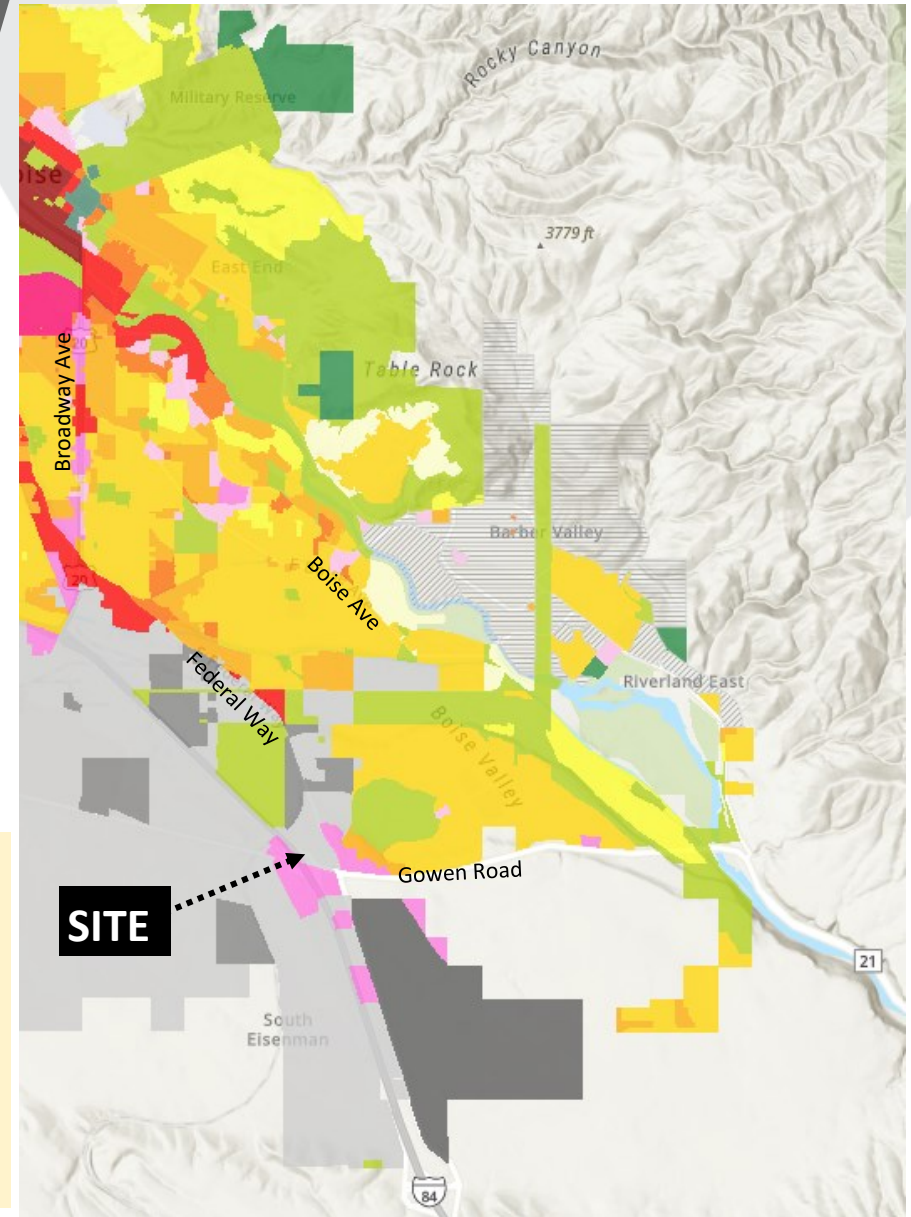 Rocky Canyon
Military Reserve
oise
3779 ft
East End
20
Table Rock
Broadway Ave
Barber Valley
Boise Ave
20
Federal Way
Riverland East
Boise Valley
Gowen Road
SITE
21
South
Eisenman
84